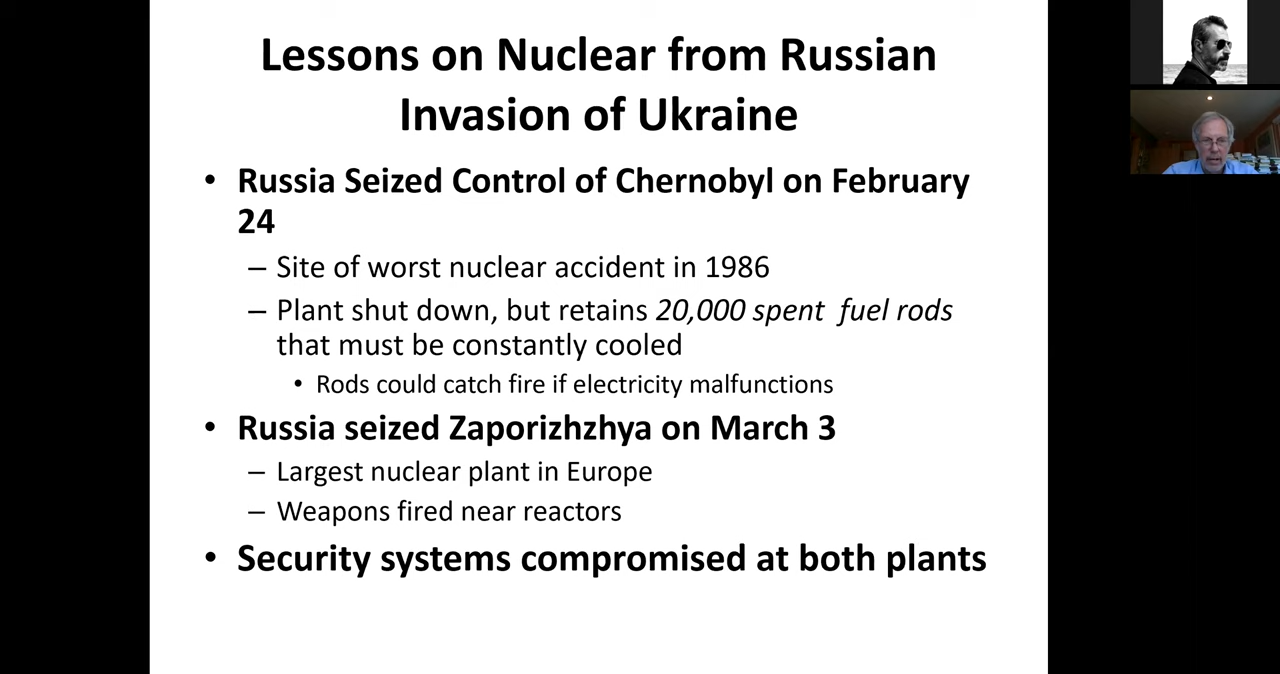 Lessons on Nuclear from Russian
Invasion of Ukraine
• Russia Seized Control of Chernobyl on February
24
– Site of worst nuclear accident in 1986
– Plant shut down, but retains 20,000 spent fuel rods
that must be constantly cooled
• Rods could catch fire if electricity malfunctions
• Russia seized Zaporizhzhya on March 3
– Largest nuclear plant in Europe
– Weapons fired near reactors
• Security systems compromised at both plants